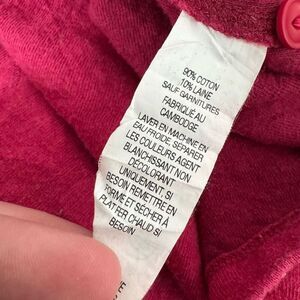 90% COTON
10% LAINE
SAUF GARNITURES
FABRIQUÉ AU
CAMBODGE
LAVER EN MACHINE EN
EAU FROIDE, SÉPARER
LES COULEURS AGENT
BLANCHISSANT NON
DÉCOLORANT
UNIQUEMENT, SI
BESOIN REMETTRE EN
FORME ET SÉCHER À
PLAT FER CHAUD SI
BESOIN